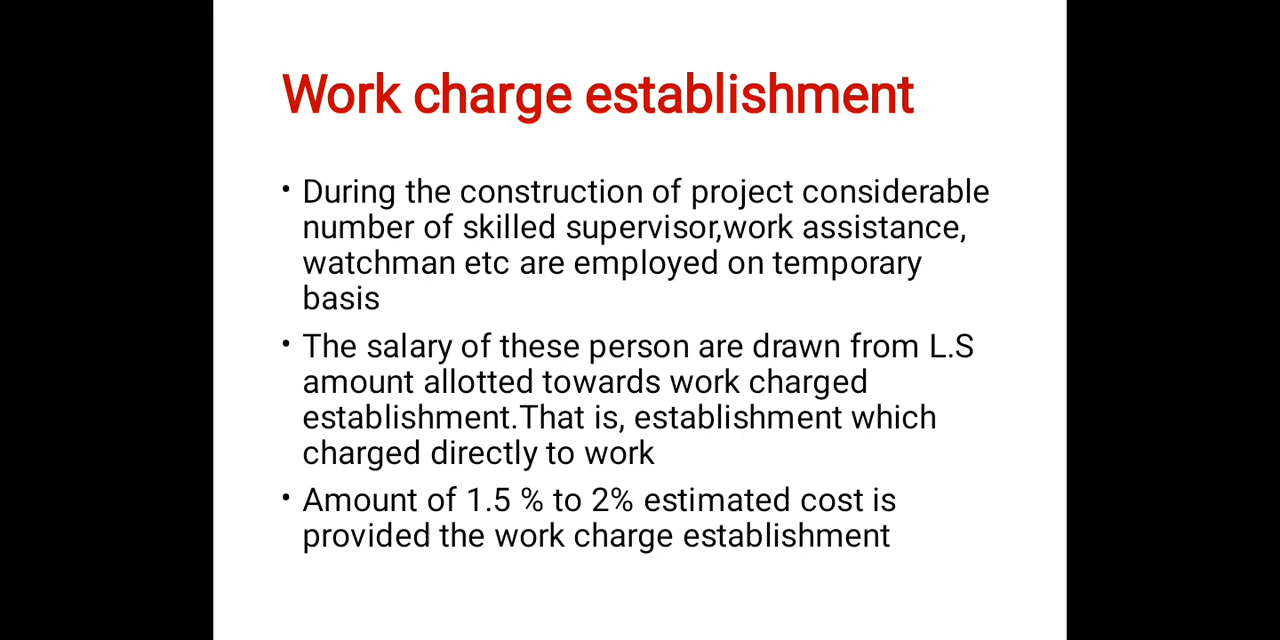 Work charge establishment
• During the construction of project considerable
number of skilled supervisor,work assistance,
watchman etc are employed on temporary
basis
• The salary of these person are drawn from L.S
amount allotted towards work charged
establishment.That is, establishment which
charged directly to work
• Amount of 1.5 % to 2% estimated cost is
provided the work charge establishment